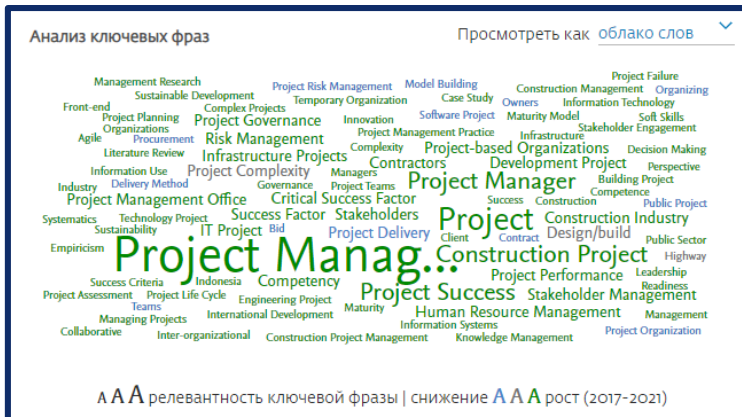 Анализ ключевых фраз
Просмотреть как облако слов
Management Research
Project Risk Management Model Building
Project Failure
Sustainable Development
Construction Management Organizing
Front-end
Complex Projects
Temporary Organization
Case Study
Owners
Information Technology
Project Planning
Project Governance
Innovation
Software Project
Maturity Model
Soft Skills
Organizations
Project Management Practice
Infrastructure
Stakeholder Engagement
Agile
Procurement
Risk Management
Complexity
Project-based Organizations
Decision Making
Literature Review
Infrastructure Projects
Contractors
Development Project
Perspective
Information Use
Project Complexity
Managers
Project Manager
Building Project
Industry
Delivery Method
Governance
Project Teams
Competence
Project Management Office
Critical Success Factor
Success
Construction
Public Project
Systematics
Technology Project
Success Factor
Stakeholders
Project
Construction Industry
Sustainability
IT Project
Bid
Project Delivery
Client
Contract
Design/build
Public Sector
Empiricism
Project Manag...
Construction Project
Highway
Success Criteria
Indonesia
Competency
Project Performance
Leadership
Readiness
Project Assessment
Project Life Cycle
Engineering Project
Project Success
Stakeholder Management
Teams
International Development
Maturity
Human Resource Management
Management
Managing Projects
Information Systems
Collaborative
Inter-organizational
Construction Project Management
Knowledge Management
Project Organization
A A A релевантность ключевой фразы | снижение A A A рост (2017-2021)